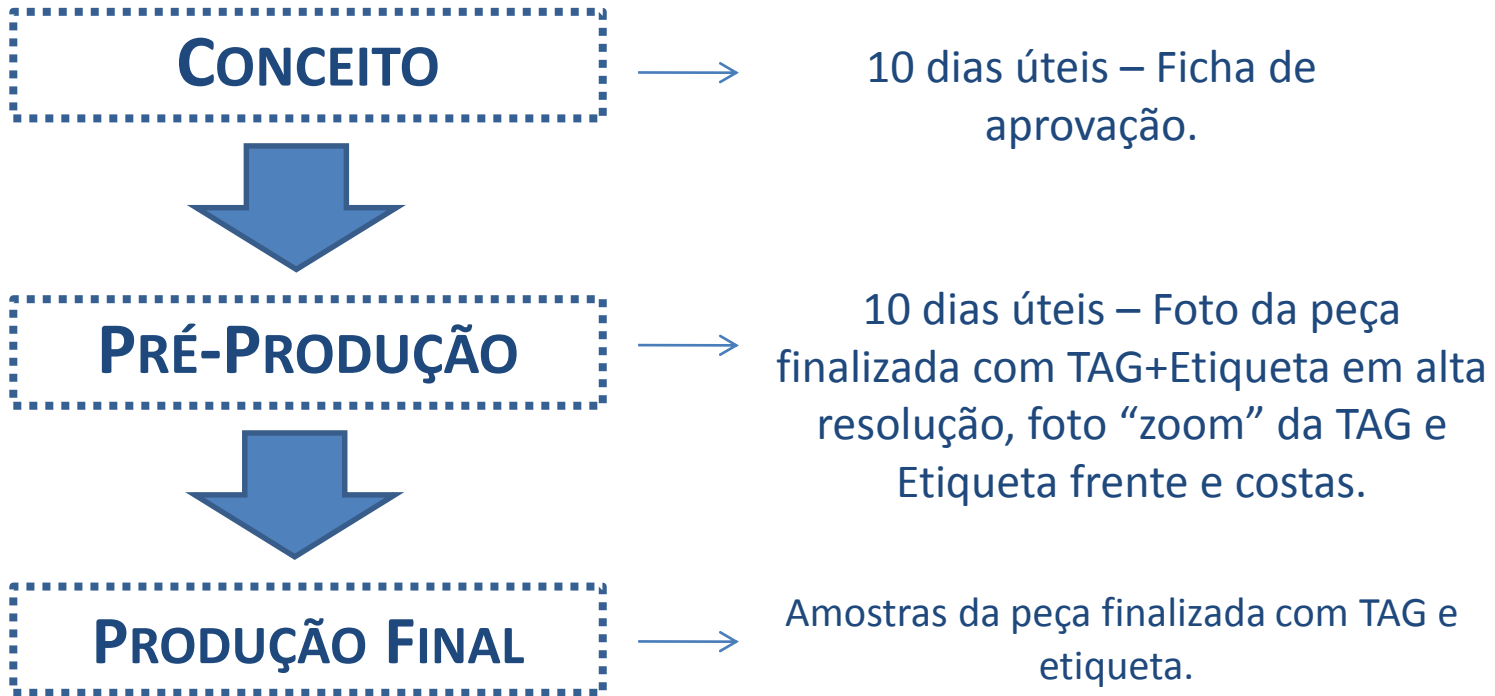 CONCEITO
10 dias úteis – Ficha de
aprovação.
PRÉ-PRODUÇÃO
10 dias úteis – Foto da peça
finalizada com TAG+Etiqueta em alta
resolução, foto “zoom” da TAG e
Etiqueta frente e costas.
PRODUÇÃO FINAL
Amostras da peça finalizada com TAG e
etiqueta.